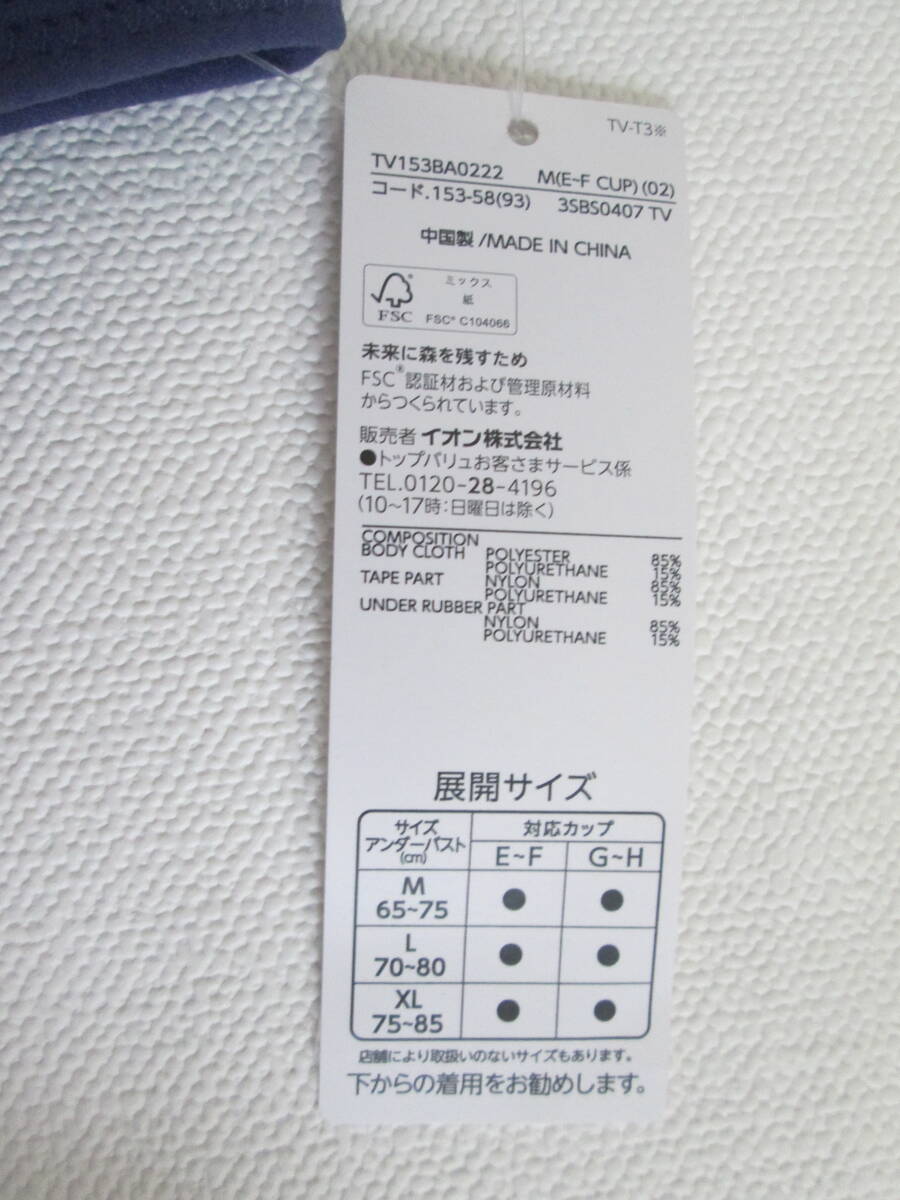 TV-T3※
TV153BA0222 M(E~F CUP)(02)
コード.153-58(93) 3SBS0407 TV
中国製/MADE IN CHINA
FSC®
ミックス
紙
FSC® C104066
未来に森を残すため
FSC®認証材および管理原材料
からつくられています。
販売者 イオン株式会社
●トップバリュお客さまサービス係
TEL.0120-28-4196
(10~17時:日曜日は除く)
COMPOSITION
BODY CLOTH POLYESTER 85%
POLYURETHANE 15%
TAPE PART NYLON 85%
POLYURETHANE 15%
UNDER RUBBER PART
NYLON 85%
POLYURETHANE 15%
展開サイズ
サイズ
アンダーバスト
(cm)
対応カップ
E~F G~H
M
65~75 ● ●
L
70~80 ● ●
XL
75~85 ● ●
店舗により取扱いのないサイズもあります。
下からの着用をお勧めします。